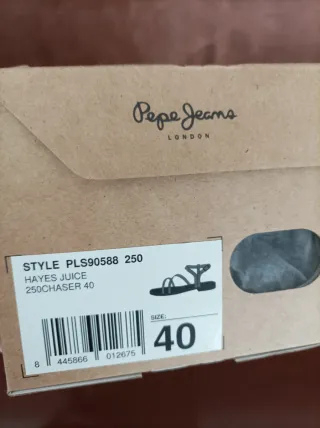 Pepe Jeans
LONDON
STYLE PLS90588 250
HAYES JUICE
250CHASER 40
SIZE:
40
8 445866 012675